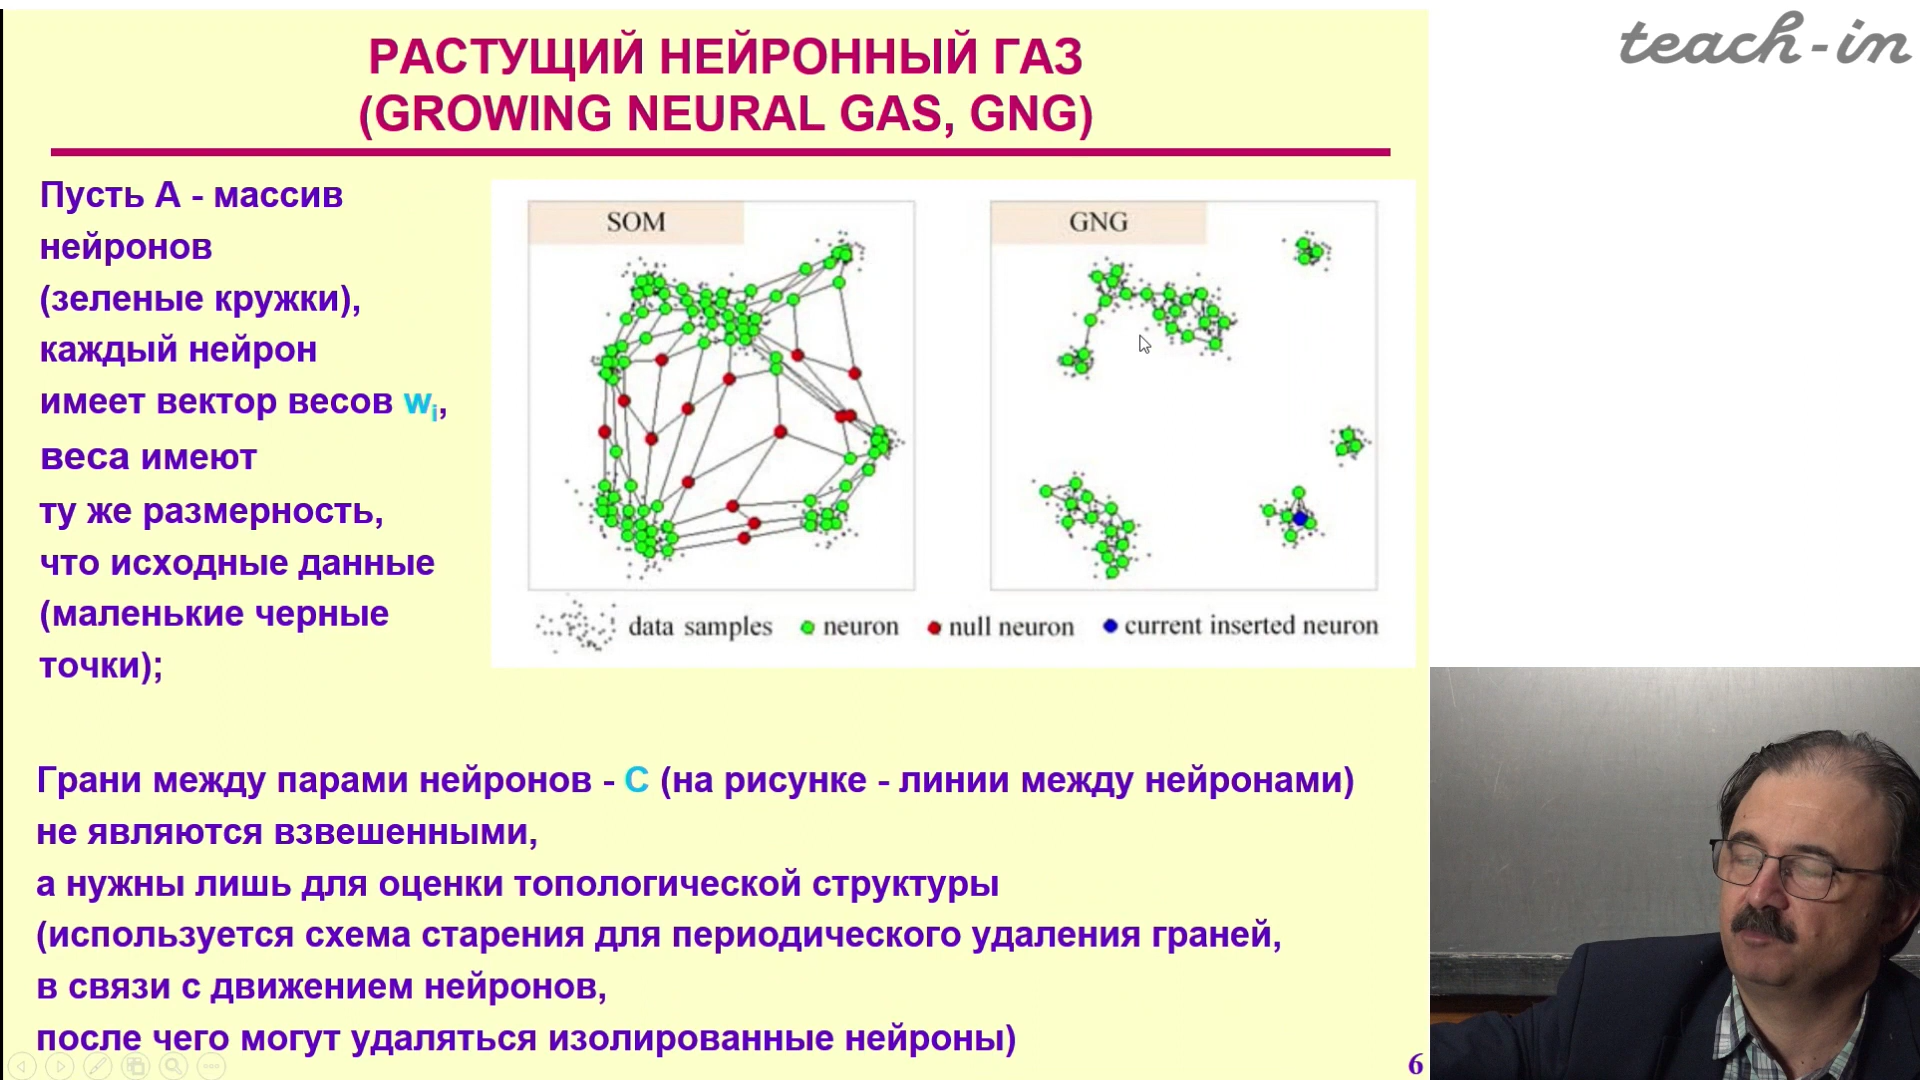 teach-in
РАСТУЩИЙ НЕЙРОННЫЙ ГАЗ
(GROWING NEURAL GAS, GNG)
Пусть А - массив
нейронов
(зеленые кружки),
каждый нейрон
имеет вектор весов wi,
веса имеют
ту же размерность,
что исходные данные
(маленькие черные
точки);
SOM
GNG
data samples neuron null neuron current inserted neuron
Грани между парами нейронов - С (на рисунке - линии между нейронами)
не являются взвешенными,
а нужны лишь для оценки топологической структуры
(используется схема старения для периодического удаления граней,
в связи с движением нейронов,
после чего могут удаляться изолированные нейроны)
6